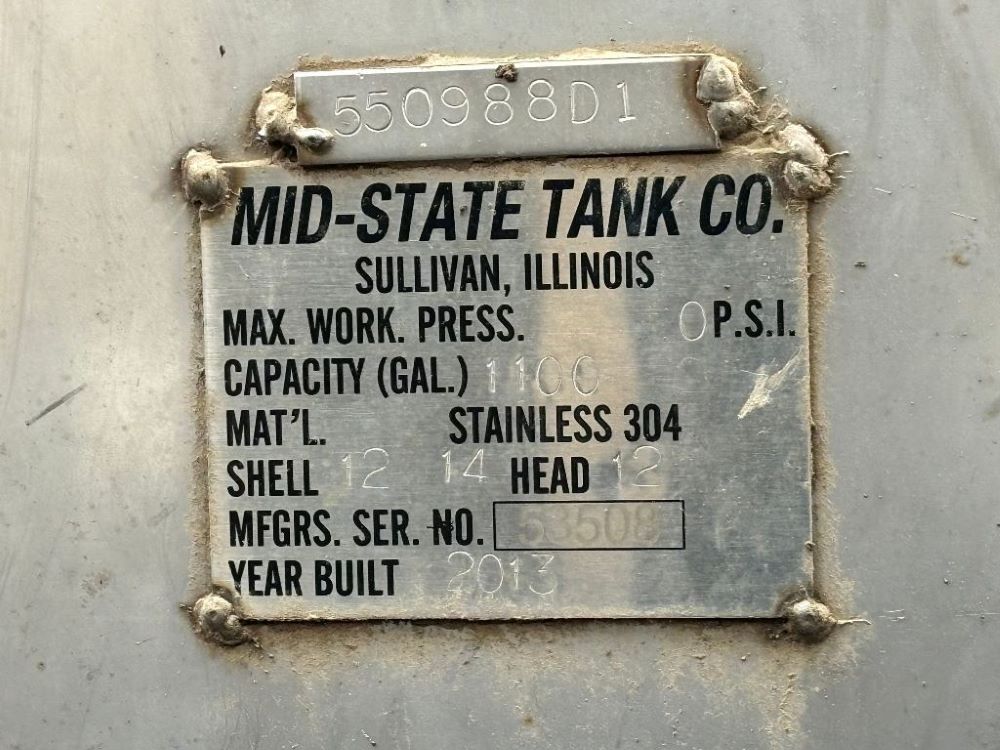 550988D1
MID-STATE TANK CO.
SULLIVAN, ILLINOIS
MAX. WORK. PRESS. 0 P.S.I.
CAPACITY (GAL.) 1100
MAT'L. STAINLESS 304
SHELL 12 14 HEAD 12
MFGRS. SER. NO. 53508
YEAR BUILT 2013